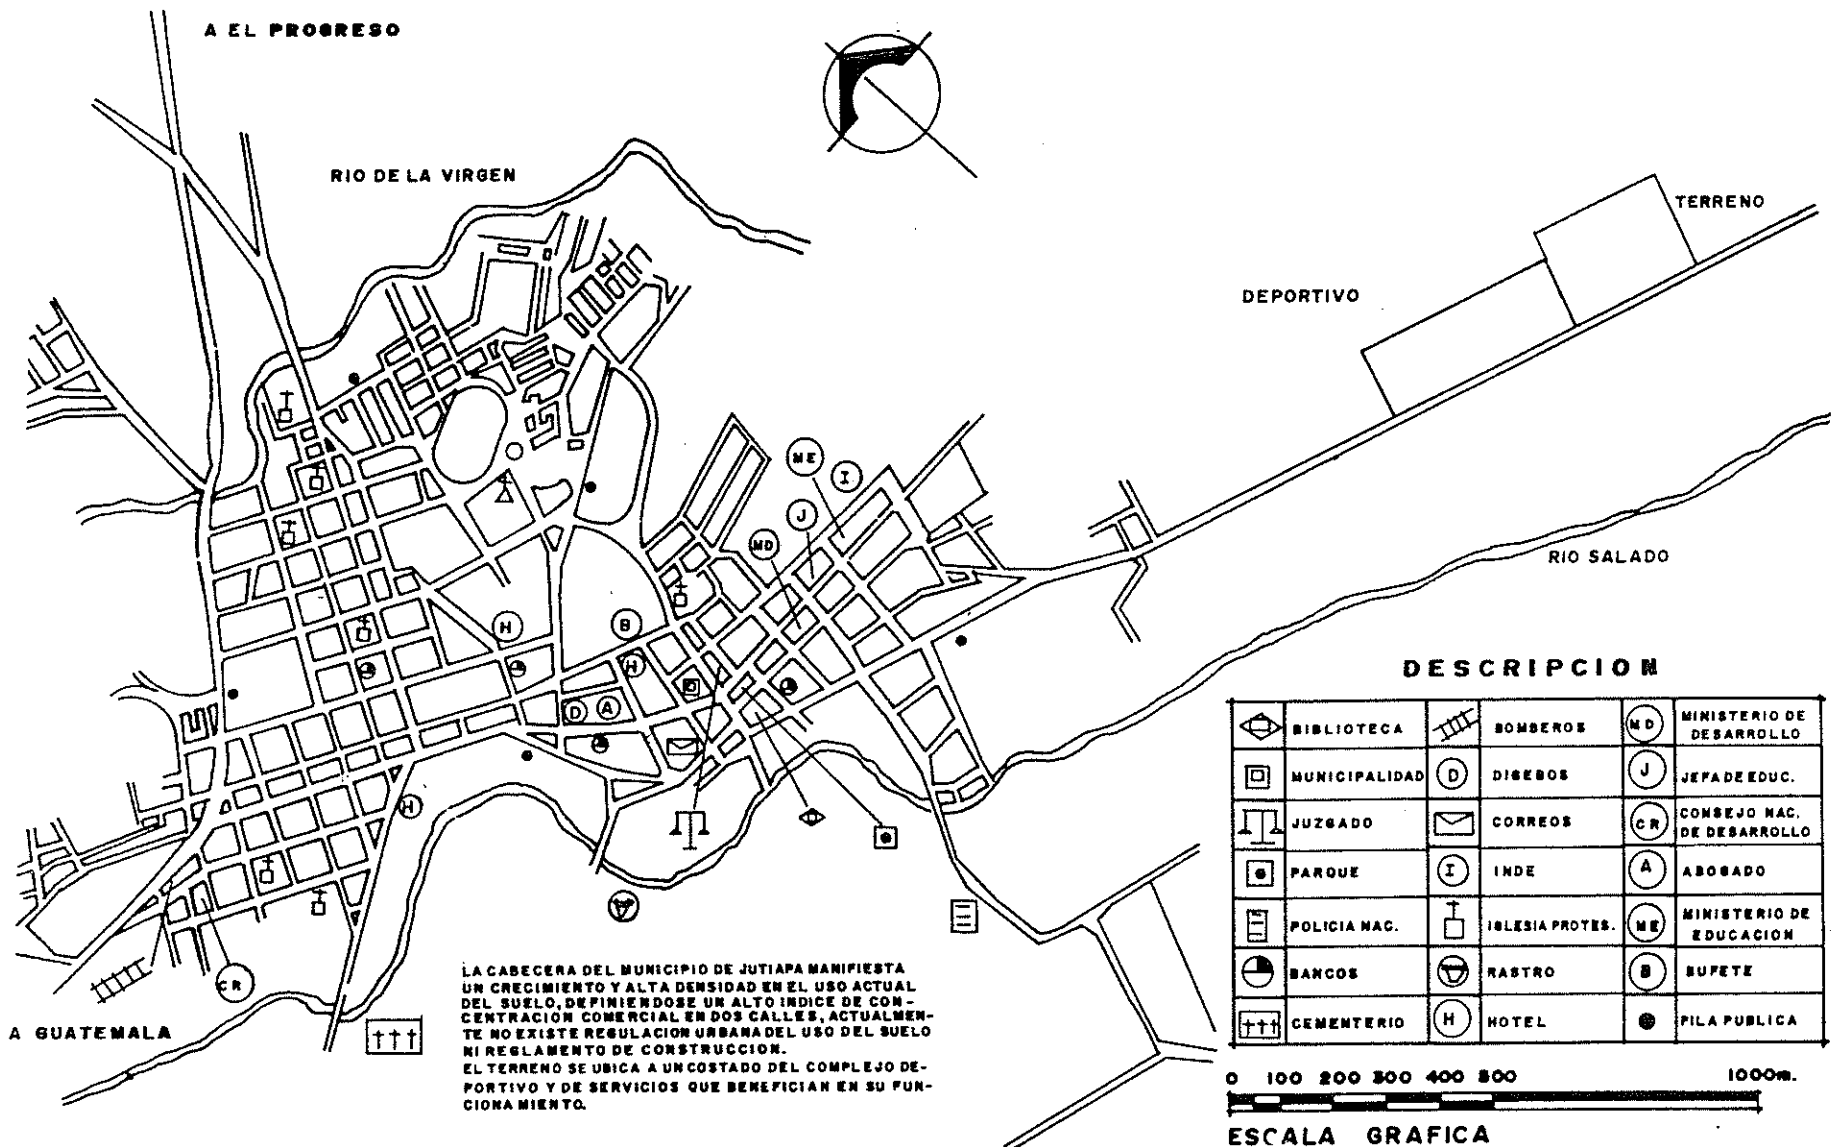 A EL PROGRESO
RIO DE LA VIRGEN
TERRENO
DEPORTIVO
ME
I
J
MD
RIO SALADO
H
B
H
D
A
H
CR
A GUATEMALA
LA CABECERA DEL MUNICIPIO DE JUTIAPA MANIFIESTA
UN CRECIMIENTO Y ALTA DENSIDAD EN EL USO ACTUAL
DEL SUELO, DEFINIENDOSE UN ALTO INDICE DE CON-
CENTRACION COMERCIAL EN DOS CALLES, ACTUALMEN-
TE NO EXISTE REGULACION URBANA DEL USO DEL SUELO
NI REGLAMENTO DE CONSTRUCCION.
EL TERRENO SE UBICA A UN COSTADO DEL COMPLEJO DE-
PORTIVO Y DE SERVICIOS QUE BENEFICIAN EN SU FUN-
CIONAMIENTO.
DESCRIPCION
BIBLIOTECA
BOMBEROS
MD MINISTERIO DE
DESARROLLO
MUNICIPALIDAD
D DIGEBOS
J JEFA DE EDUC.
JUZGADO
CORREOS
CR CONSEJO NAC.
DE DESARROLLO
PARQUE
I INDE
A ABOGADO
POLICIA NAC.
IGLESIA PROTES.
ME MINISTERIO DE
EDUCACION
BANCOS
RASTRO
B BUFETE
CEMENTERIO
H HOTEL
PILA PUBLICA
0 100 200 300 400 500 1000m.
ESCALA GRAFICA